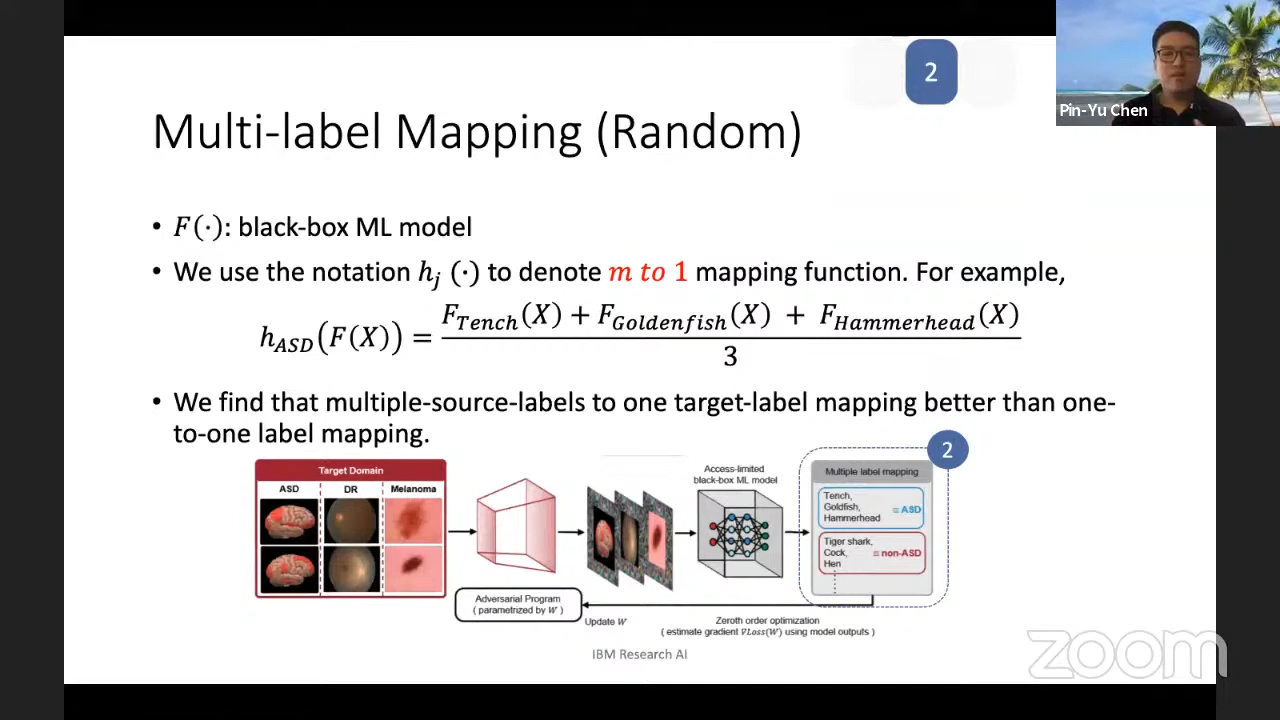 2
Pin-Yu Chen
Multi-label Mapping (Random)
• F(·): black-box ML model
• We use the notation h_j (·) to denote m to 1 mapping function. For example,
h_ASD(F(X)) = (F_Tench(X) + F_Goldenfish(X) + F_Hammerhead(X)) / 3
• We find that multiple-source-labels to one target-label mapping better than one-
to-one label mapping.
2
Target Domain
ASD DR Melanoma
Access-limited
black-box ML model
Multiple label mapping
Tench,
Goldfish, = ASD
Hammerhead
Tiger shark,
Cock, = non-ASD
Hen
Adversarial Program
( parametrized by W )
Update W
Zeroth order optimization
( estimate gradient ∇Loss(W) using model outputs )
IBM Research AI
zoom